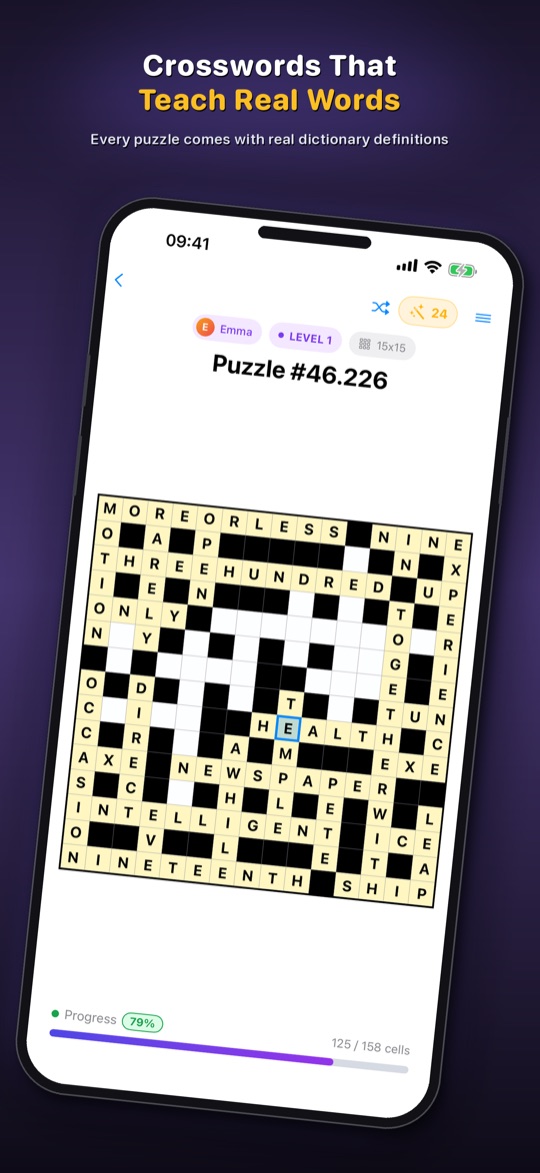 Crosswords That
Teach Real Words
Every puzzle comes with real dictionary definitions
09:41
24
E Emma LEVEL 1 15x15
Puzzle #46.226
M O R E O R L E S S N I N E
O A P N X
T H R E E H U N D R E D U P
I E N T E
O N L Y O R
N Y G I
E E
O D T T U N
C I H E A L T H C
C R A M E X E
A X E N E W S P A P E R
S C H L E W L
I N T E L L I G E N T I C E
O V L E T A
N I N E T E E N T H S H I P
Progress 79%
125 / 158 cells